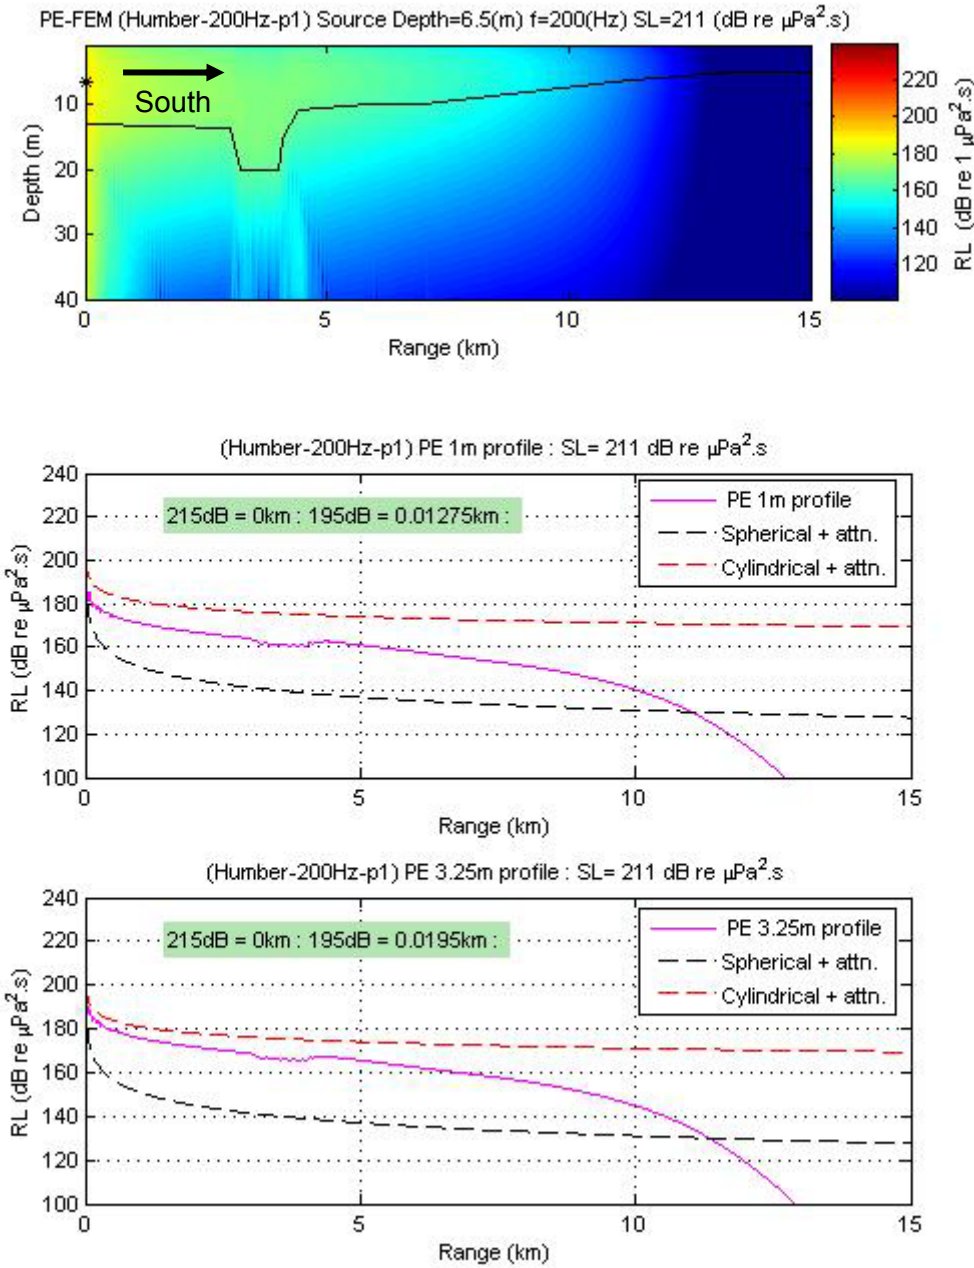 PE-FEM (Humber-200Hz-p1) Source Depth=6.5(m) f=200(Hz) SL=211 (dB re μPa².s)
South
*
10
20
30
40
Depth (m)
0
5
10
15
Range (km)
220
200
180
160
140
120
RL (dB re 1 μPa².s)
(Humber-200Hz-p1) PE 1m profile : SL= 211 dB re μPa².s
240
220
200
180
160
140
120
100
RL (dB re μPa².s)
215dB = 0km : 195dB = 0.01275km :
PE 1m profile
Spherical + attn.
Cylindrical + attn.
0
5
10
15
Range (km)
(Humber-200Hz-p1) PE 3.25m profile : SL= 211 dB re μPa².s
240
220
200
180
160
140
120
100
RL (dB re μPa².s)
215dB = 0km : 195dB = 0.0195km :
PE 3.25m profile
Spherical + attn.
Cylindrical + attn.
0
5
10
15
Range (km)